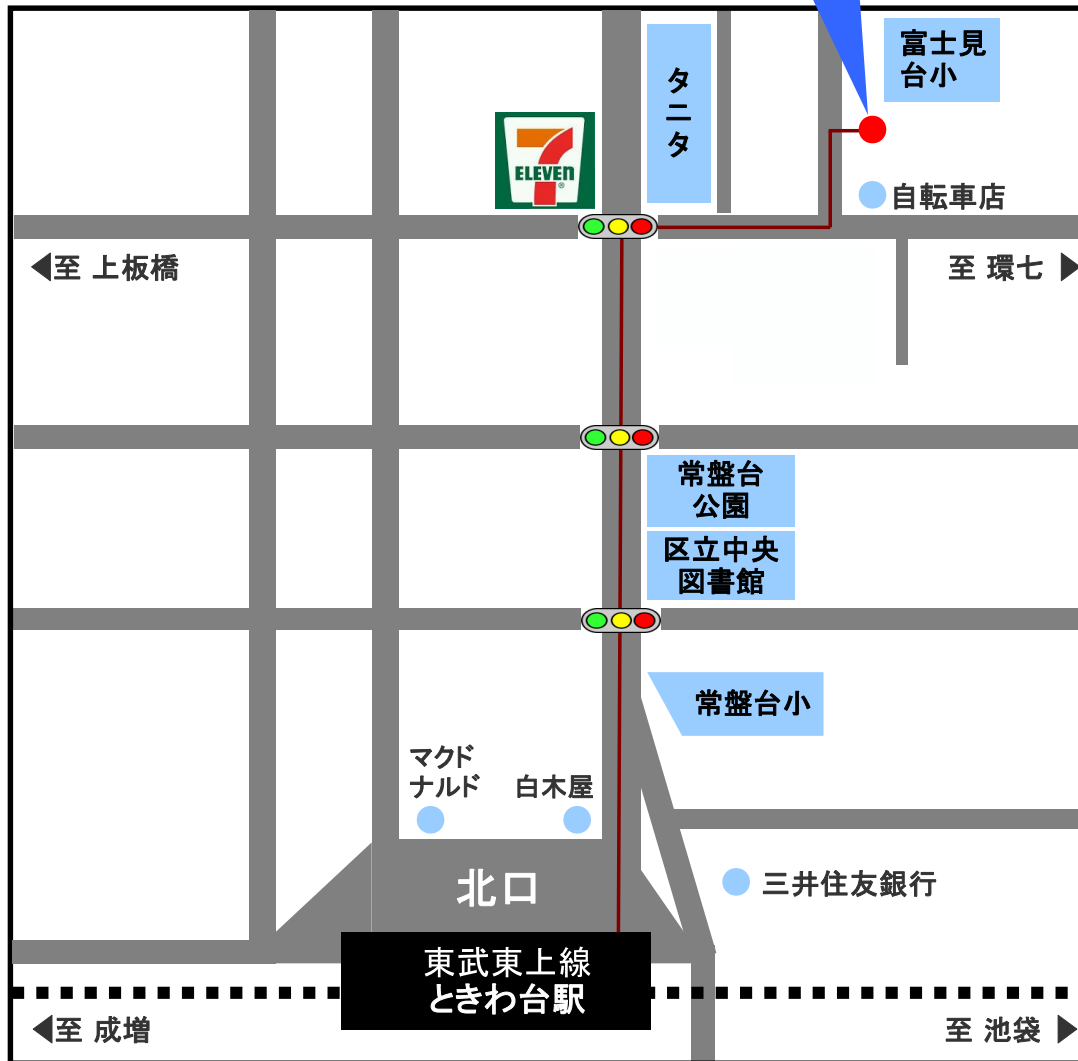 富士見
台小
タニタ
7
ELEVEN
®
自転車店
至 上板橋
至 環七
常盤台
公園
区立中央
図書館
常盤台小
マクド
ナルド
白木屋
北口
三井住友銀行
東武東上線
ときわ台駅
至 成増
至 池袋